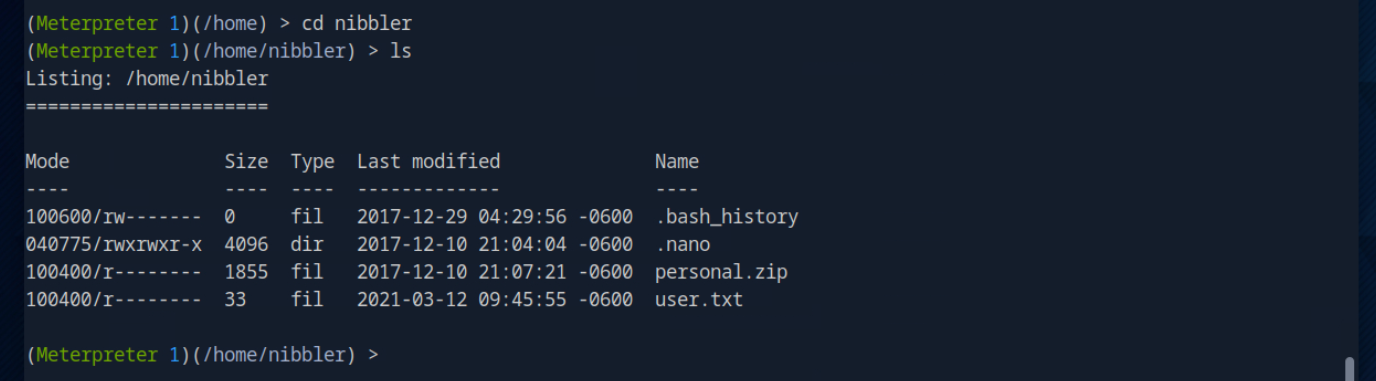 (Meterpreter 1)(/home) > cd nibbler
(Meterpreter 1)(/home/nibbler) > ls
Listing: /home/nibbler
======================
Mode              Size  Type  Last modified              Name
----              ----  ----  -------------              ----
100600/rw-------  0     fil   2017-12-29 04:29:56 -0600  .bash_history
040775/rwxrwxr-x  4096  dir   2017-12-10 21:04:04 -0600  .nano
100400/r--------  1855  fil   2017-12-10 21:07:21 -0600  personal.zip
100400/r--------  33    fil   2021-03-12 09:45:55 -0600  user.txt
(Meterpreter 1)(/home/nibbler) >